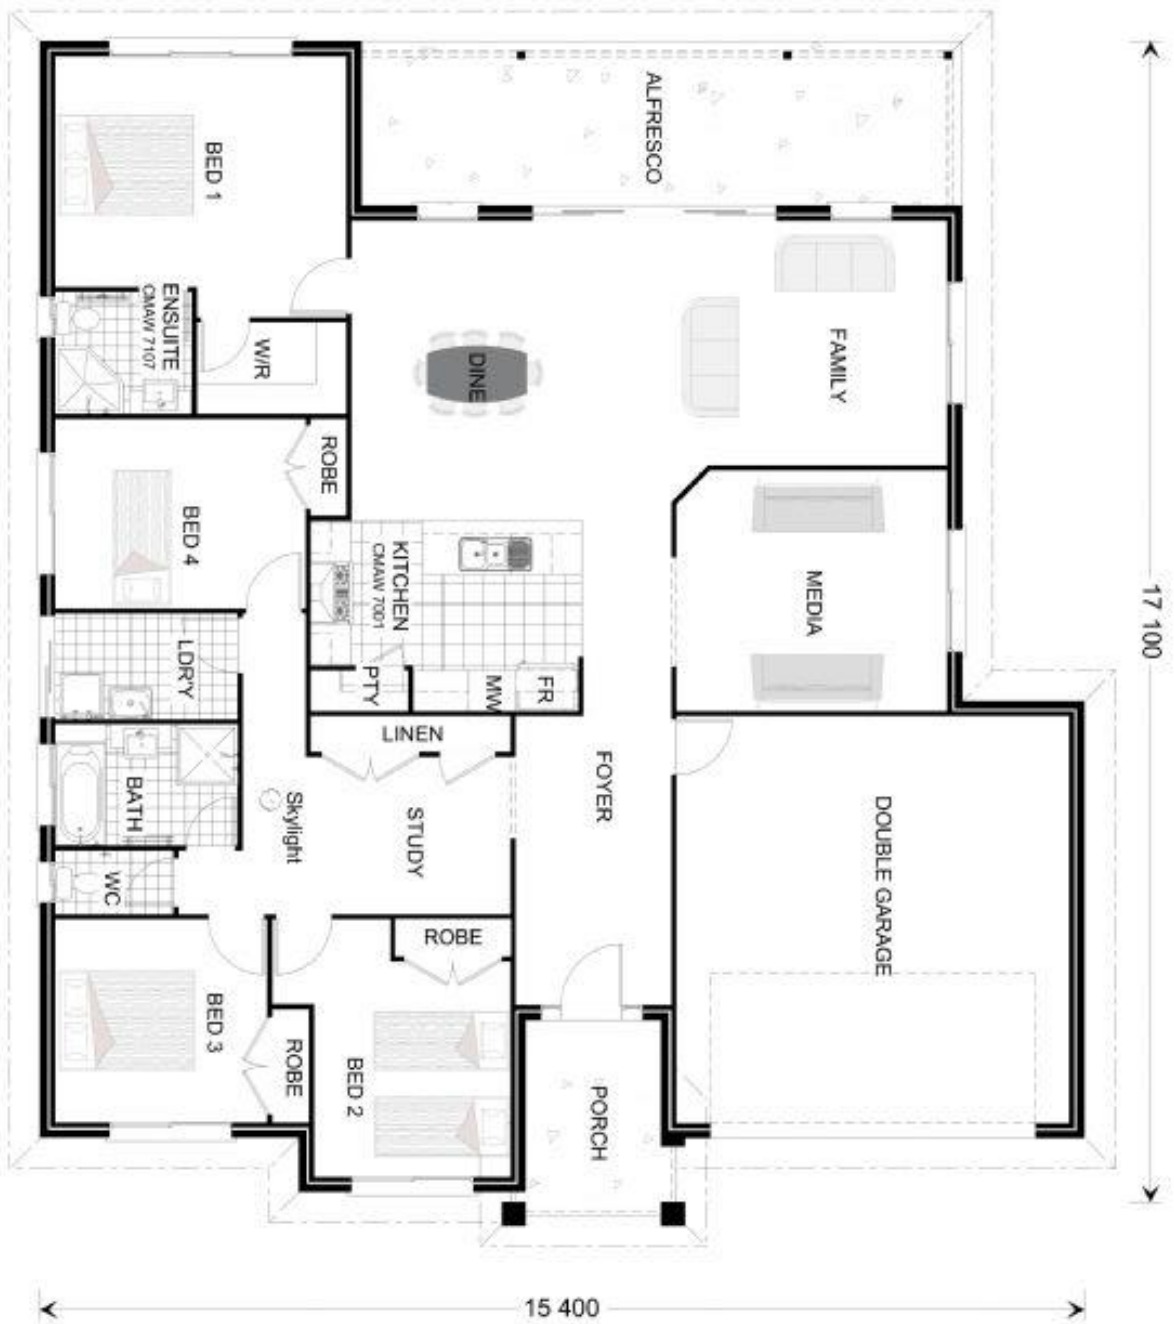 ALFRESCO
BED 1
ENSUITE
CMAW 7107
W/R
DINE
FAMILY
ROBE
BED 4
KITCHEN
CMAW 7001
MEDIA
17 100
LDR'Y
PTY
MW
FR
LINEN
BATH
Skylight
STUDY
FOYER
DOUBLE GARAGE
WC
ROBE
BED 3
ROBE
BED 2
PORCH
15 400